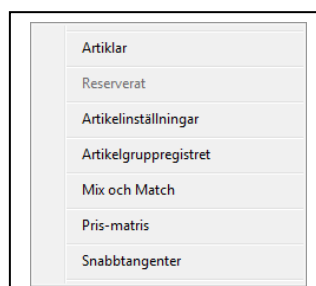 Artiklar
Reserverat
Artikelinställningar
Artikelgruppregistret
Mix och Match
Pris-matris
Snabbtangenter